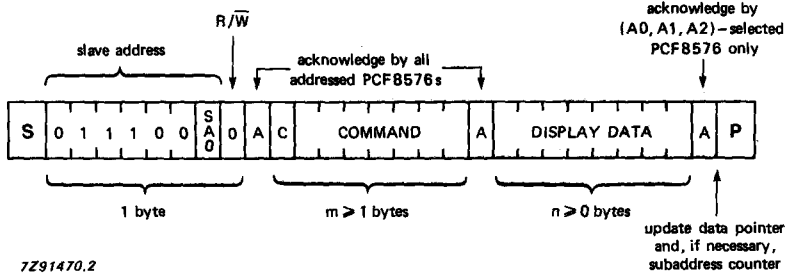 acknowledge by
(A0, A1, A2)–selected
PCF8576 only
R/W̅
slave address
acknowledge by all
addressed PCF8576s
S 0 1 1 1 0 0 SA0 0 A C COMMAND A DISPLAY DATA A P
1 byte
m ⩾ 1 bytes
n ⩾ 0 bytes
update data pointer
and, if necessary,
subaddress counter
7Z91470.2